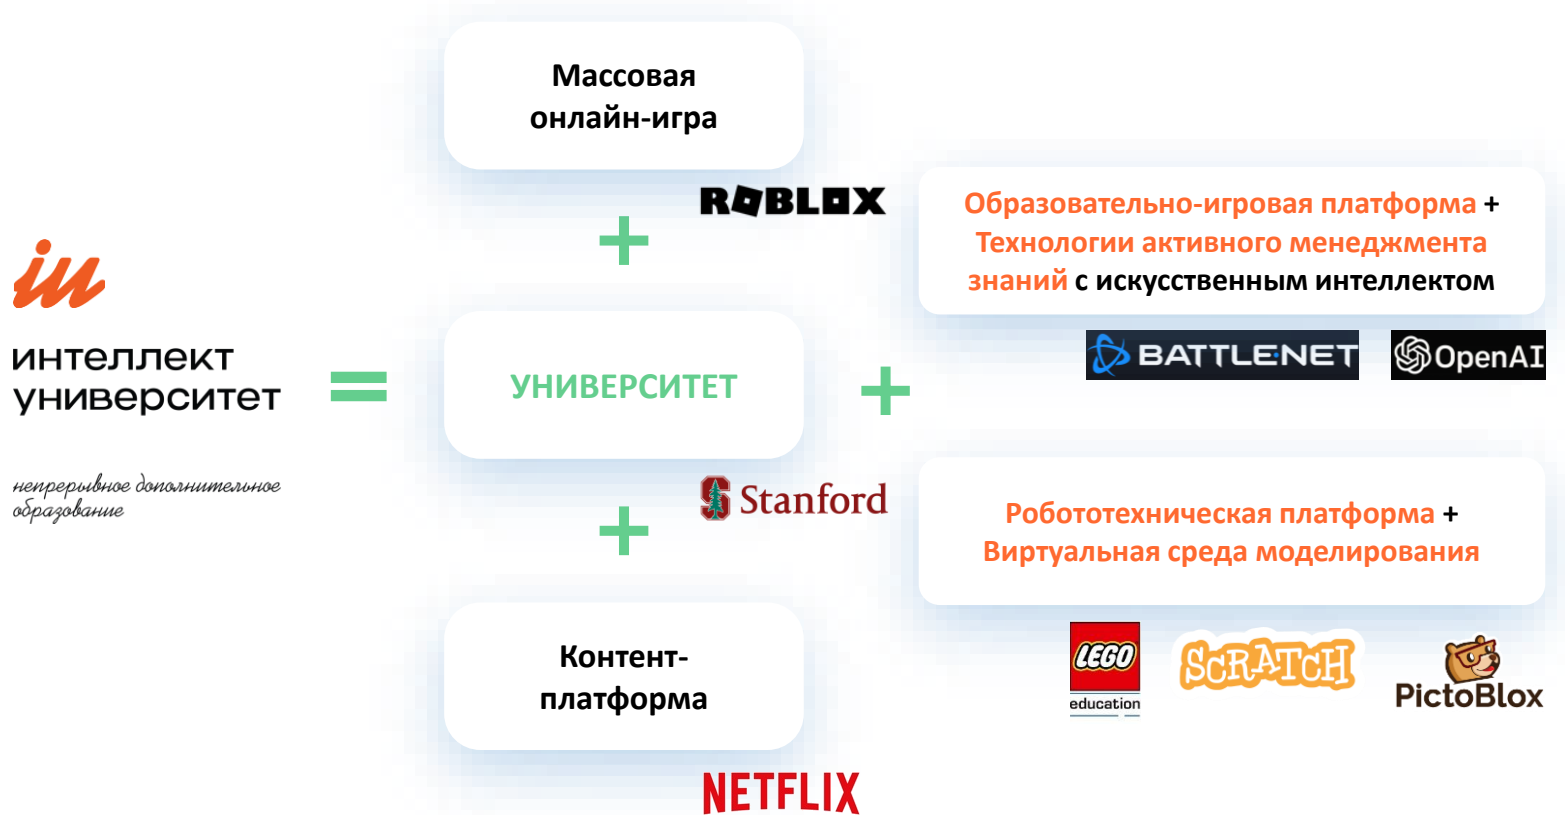 in
интеллект
университет
непрерывное дополнительное
образование
=
Массовая
онлайн-игра
ROBLOX
+
УНИВЕРСИТЕТ
Stanford
+
Контент-
платформа
NETFLIX
+
Образовательно-игровая платформа +
Технологии активного менеджмента
знаний с искусственным интеллектом
BATTLE.NET
OpenAI
Робототехническая платформа +
Виртуальная среда моделирования
LEGO
education
SCRATCH
PictoBlox